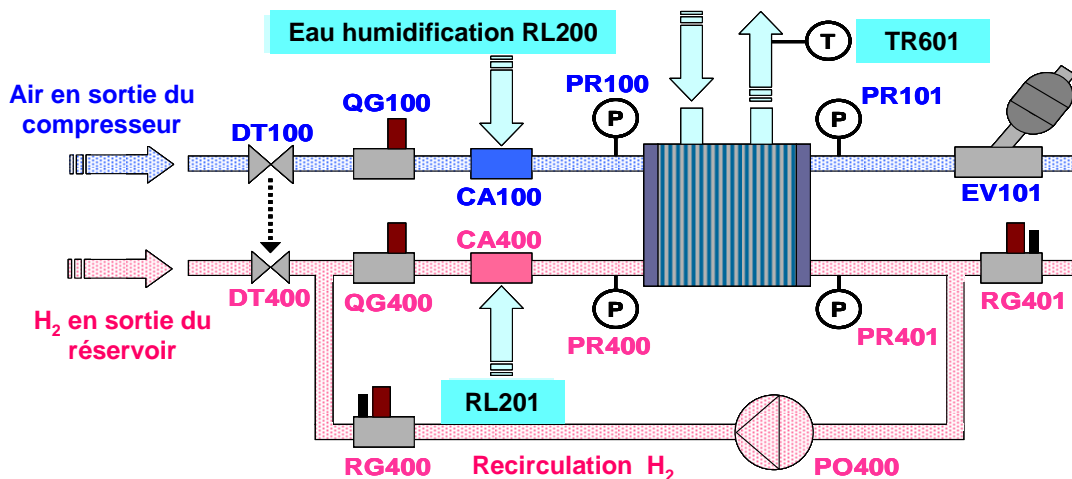 Eau humidification RL200
T
TR601
Air en sortie du
compresseur
DT100
QG100
PR100
P
P
PR101
CA100
EV101
CA400
DT400
QG400
H2 en sortie du
réservoir
P
PR400
P
PR401
RG401
RL201
RG400
Recirculation H2
PO400